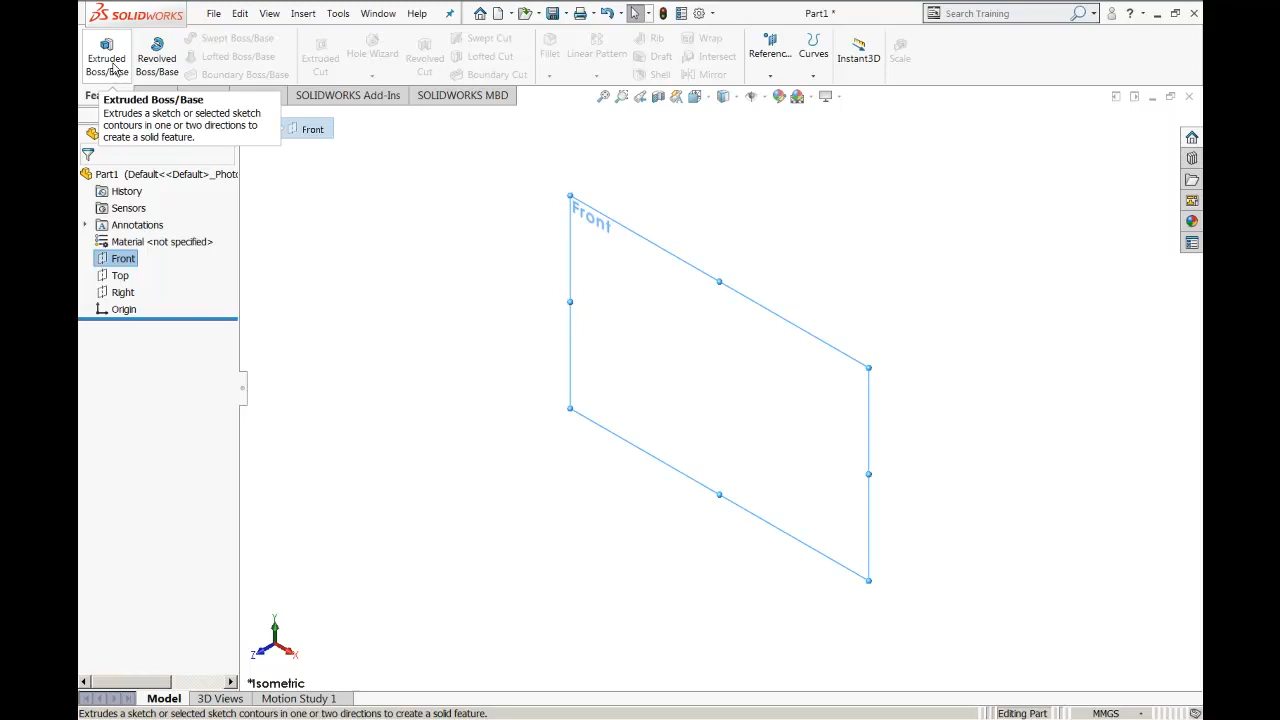 SOLIDWORKS File Edit View Insert Tools Window Help Part1 * Search Training
Extruded Boss/Base
Revolved Boss/Base
Swept Boss/Base
Lofted Boss/Base
Boundary Boss/Base
Extruded Cut
Hole Wizard
Revolved Cut
Swept Cut
Lofted Cut
Boundary Cut
Fillet
Linear Pattern
Rib
Draft
Shell
Wrap
Intersect
Mirror
Referenc...
Curves
Instant3D
Scale
SOLIDWORKS Add-Ins SOLIDWORKS MBD
Extruded Boss/Base
Extrudes a sketch or selected sketch
contours in one or two directions to
create a solid feature.
Front
Part1 (Default<<Default>_Phot
History
Sensors
Annotations
Material <not specified>
Front
Top
Right
Origin
Front
Y
Z
X
*Isometric
Model 3D Views Motion Study 1
Extrudes a sketch or selected sketch contours in one or two directions to create a solid feature. Editing Part MMGS